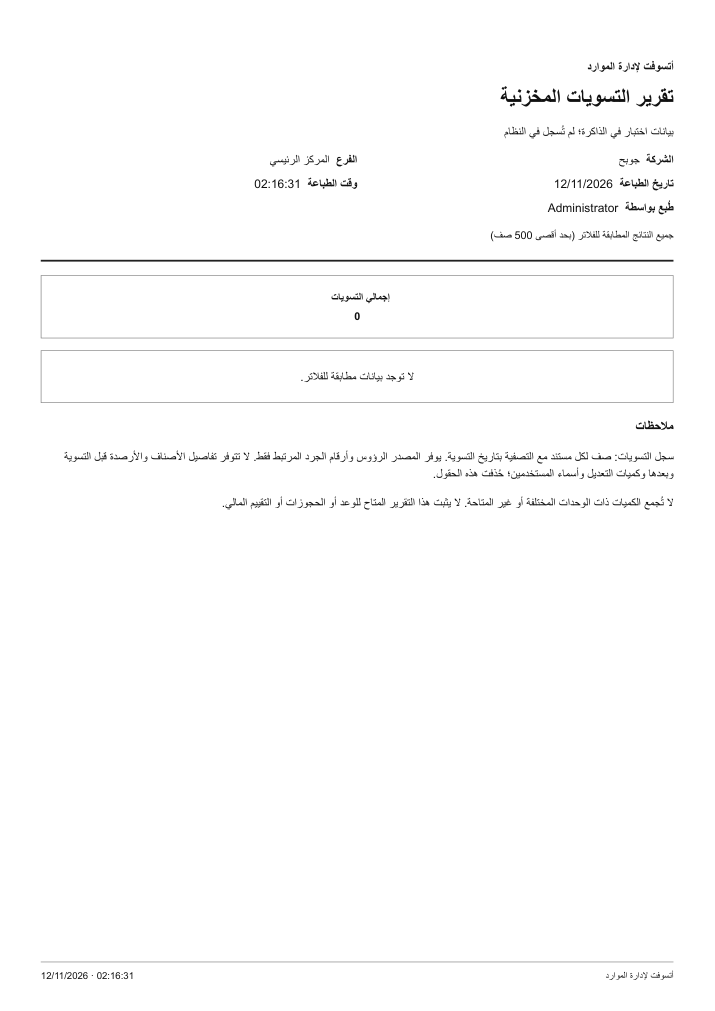 أتسوفت لإدارة الموارد
تقرير التسويات المخزنية
بيانات اختبار في الذاكرة؛ لم تُسجل في النظام
الشركة جوبح
الفرع المركز الرئيسي
تاريخ الطباعة 12/11/2026
وقت الطباعة 02:16:31
طُبع بواسطة Administrator
جميع النتائج المطابقة للفلاتر (بحد أقصى 500 صف)
إجمالي التسويات
0
لا توجد بيانات مطابقة للفلاتر.
ملاحظات
سجل التسويات: صف لكل مستند مع التصفية بتاريخ التسوية. يوفر المصدر الرؤوس وأرقام الجرد المرتبط فقط. لا تتوفر تفاصيل الأصناف والأرصدة قبل التسوية
وبعدها وكميات التعديل وأسماء المستخدمين؛ حُذفت هذه الحقول.
لا تُجمع الكميات ذات الوحدات المختلفة أو غير المتاحة. لا يثبت هذا التقرير المتاح للوعد أو الحجوزات أو التقييم المالي.
أتسوفت لإدارة الموارد
12/11/2026 · 02:16:31